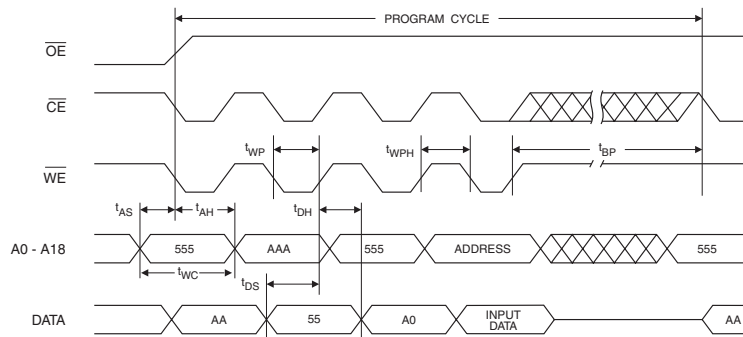 PROGRAM CYCLE
OE
CE
tWP
tWPH
tBP
WE
tAS
tAH
tDH
A0 - A18
555
AAA
555
ADDRESS
555
tWC
tDS
DATA
AA
55
A0
INPUT
DATA
AA